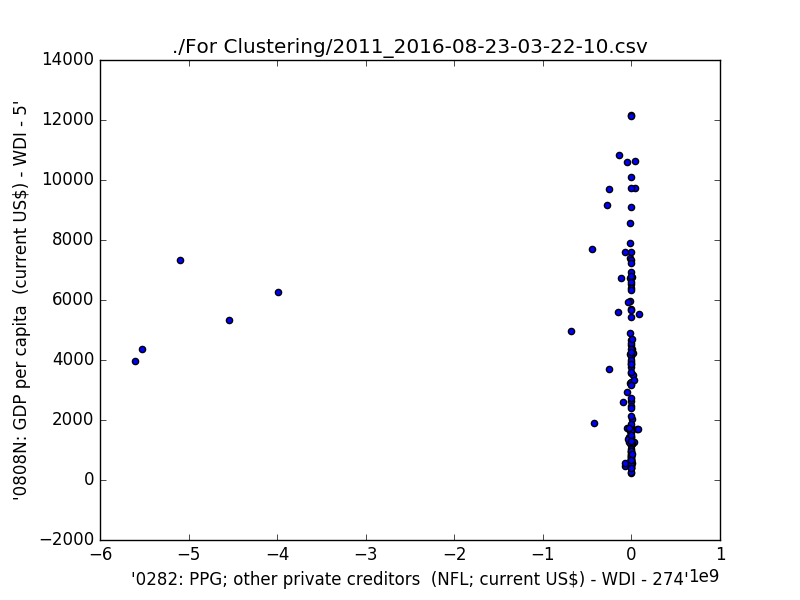 ./For Clustering/2011_2016-08-23-03-22-10.csv
14000
12000
10000
8000
6000
4000
2000
0
−2000
'0808N: GDP per capita  (current US$) - WDI - 5'
−6 −5 −4 −3 −2 −1 0 1
1e9
'0282: PPG; other private creditors  (NFL; current US$) - WDI - 274'